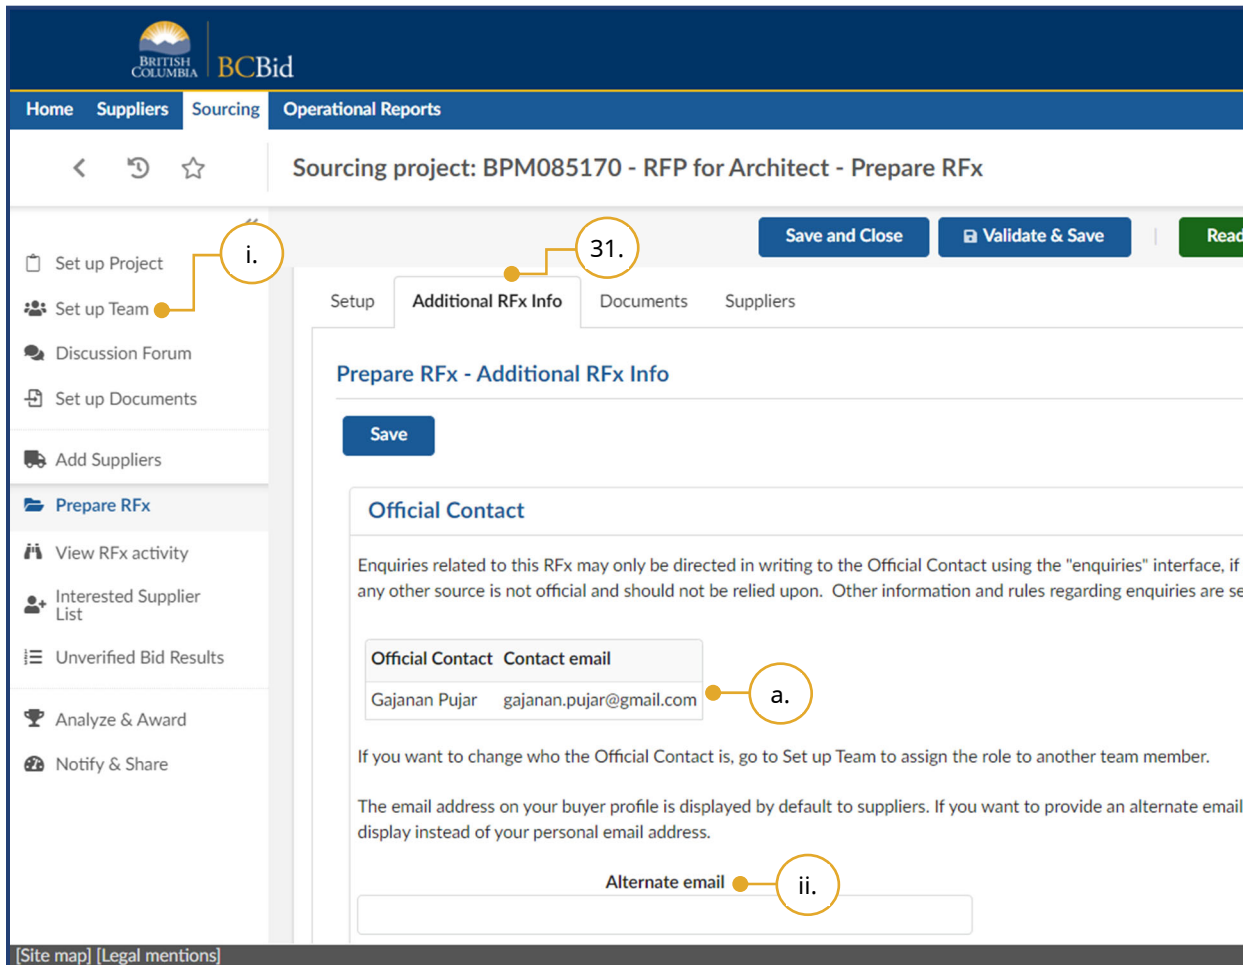 BRITISH
COLUMBIA
BCBid
Home Suppliers Sourcing Operational Reports
Sourcing project: BPM085170 - RFP for Architect - Prepare RFx
i.
31.
Save and Close Validate & Save Read
Set up Project
Set up Team
Discussion Forum
Set up Documents
Add Suppliers
Prepare RFx
View RFx activity
Interested Supplier
List
Unverified Bid Results
Analyze & Award
Notify & Share
Setup Additional RFx Info Documents Suppliers
Prepare RFx - Additional RFx Info
Save
Official Contact
Enquiries related to this RFx may only be directed in writing to the Official Contact using the "enquiries" interface, if
any other source is not official and should not be relied upon. Other information and rules regarding enquiries are se
Official Contact Contact email
Gajanan Pujar gajanan.pujar@gmail.com
a.
If you want to change who the Official Contact is, go to Set up Team to assign the role to another team member.
The email address on your buyer profile is displayed by default to suppliers. If you want to provide an alternate email
display instead of your personal email address.
Alternate email
ii.
[Site map] [Legal mentions]